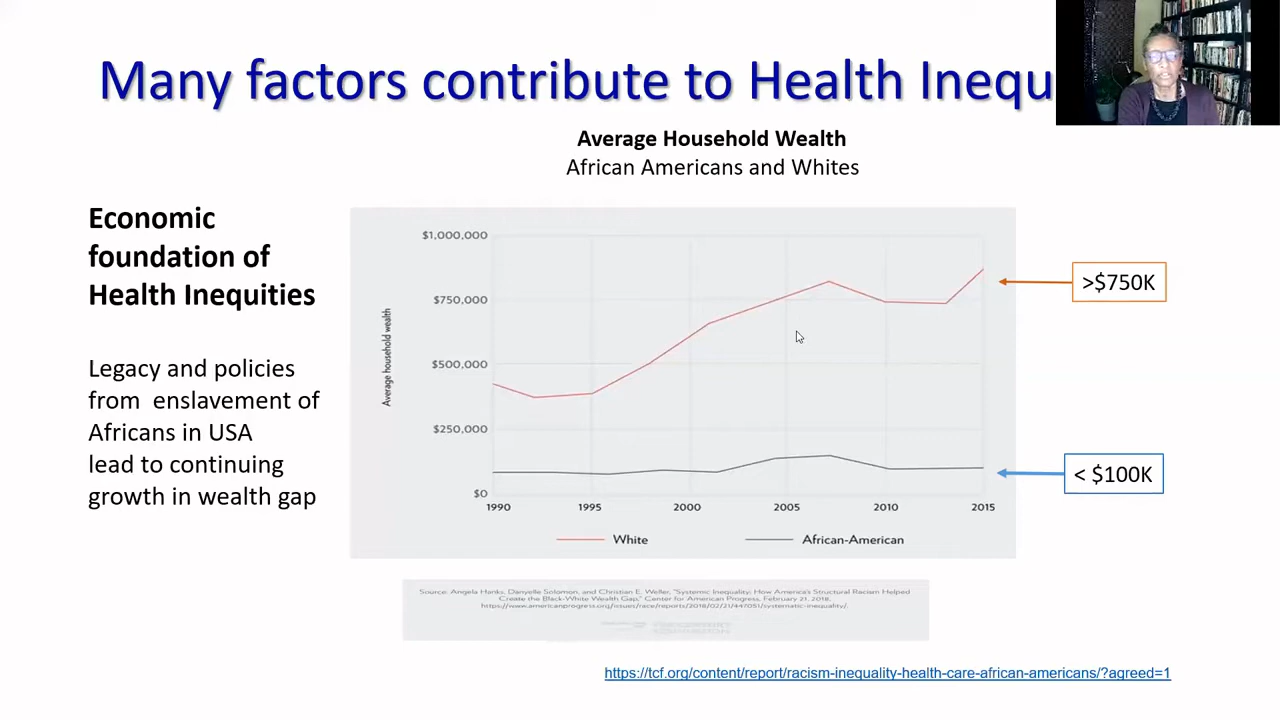 Many factors contribute to Health Inequ
Average Household Wealth
African Americans and Whites
Economic
foundation of
Health Inequities
Legacy and policies
from enslavement of
Africans in USA
lead to continuing
growth in wealth gap
Average household wealth
$1,000,000
$750,000
$500,000
$250,000
$0
1990 1995 2000 2005 2010 2015
White African-American
>$750K
< $100K
Source: Angela Hanks, Danyelle Solomon, and Christian E. Weller, "Systemic Inequality: How America's Structural Racism Helped
Create the Black-White Wealth Gap," Center for American Progress, February 21, 2018,
https://www.americanprogress.org/issues/race/reports/2018/02/21/447051/systematic-inequality/.
https://tcf.org/content/report/racism-inequality-health-care-african-americans/?agreed=1